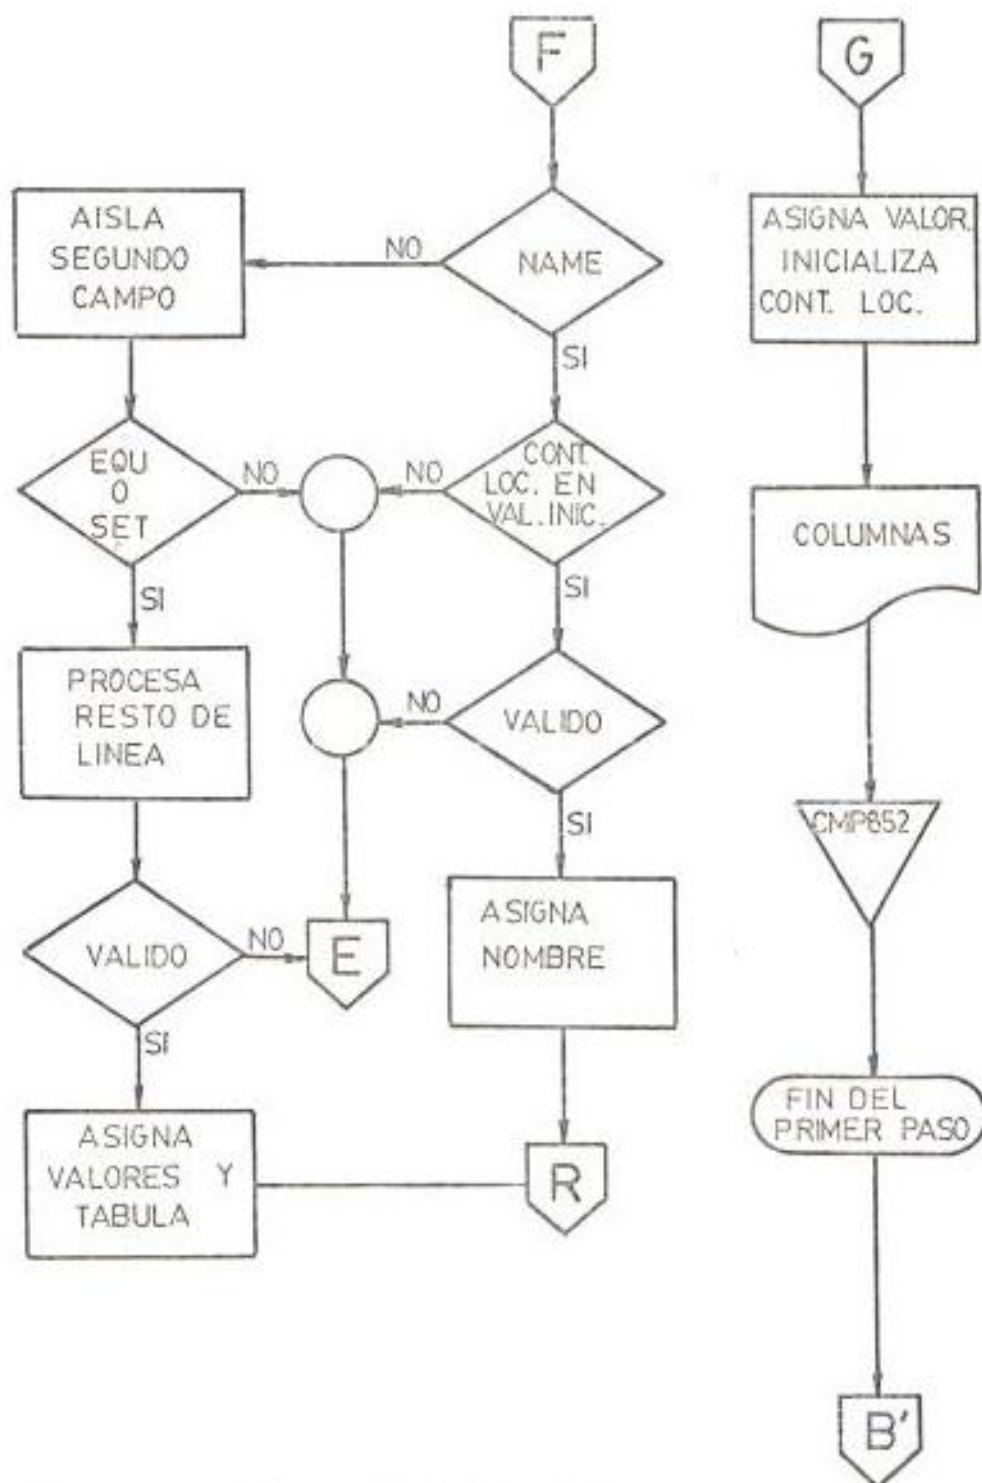 F
NAME
NO
SI
AISLA
SEGUNDO
CAMPO
EQU
O
SET
NO
SI
CONT.
LOC. EN
VAL. INIC.
NO
SI
PROCESA
RESTO DE
LINEA
VALIDO
NO
SI
VALIDO
NO
SI
E
ASIGNA
NOMBRE
ASIGNA
VALORES Y
TABULA
R
G
ASIGNA VALOR.
INICIALIZA
CONT. LOC.
COLUMNAS
CMP852
FIN DEL
PRIMER PASO
B'